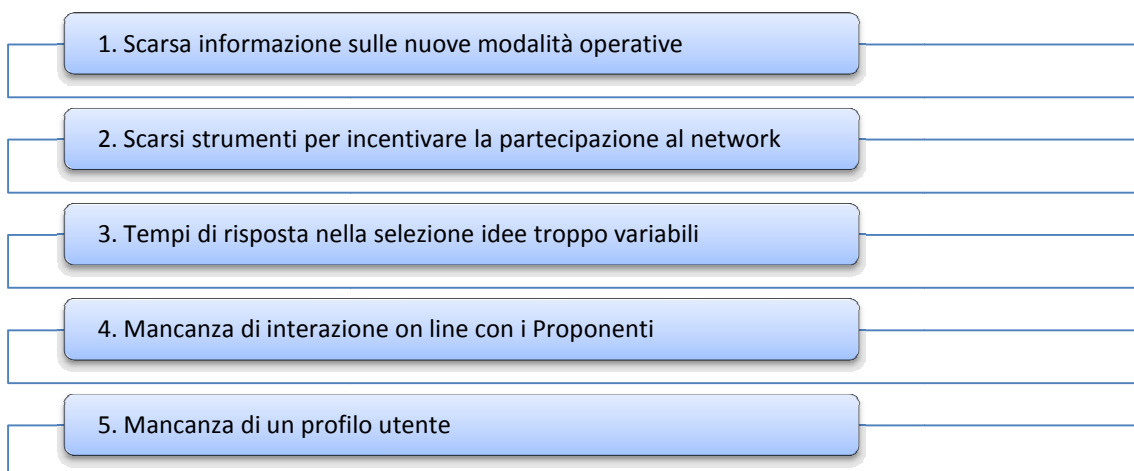 1. Scarsa informazione sulle nuove modalità operative
2. Scarsi strumenti per incentivare la partecipazione al network
3. Tempi di risposta nella selezione idee troppo variabili
4. Mancanza di interazione on line con i Proponenti
5. Mancanza di un profilo utente